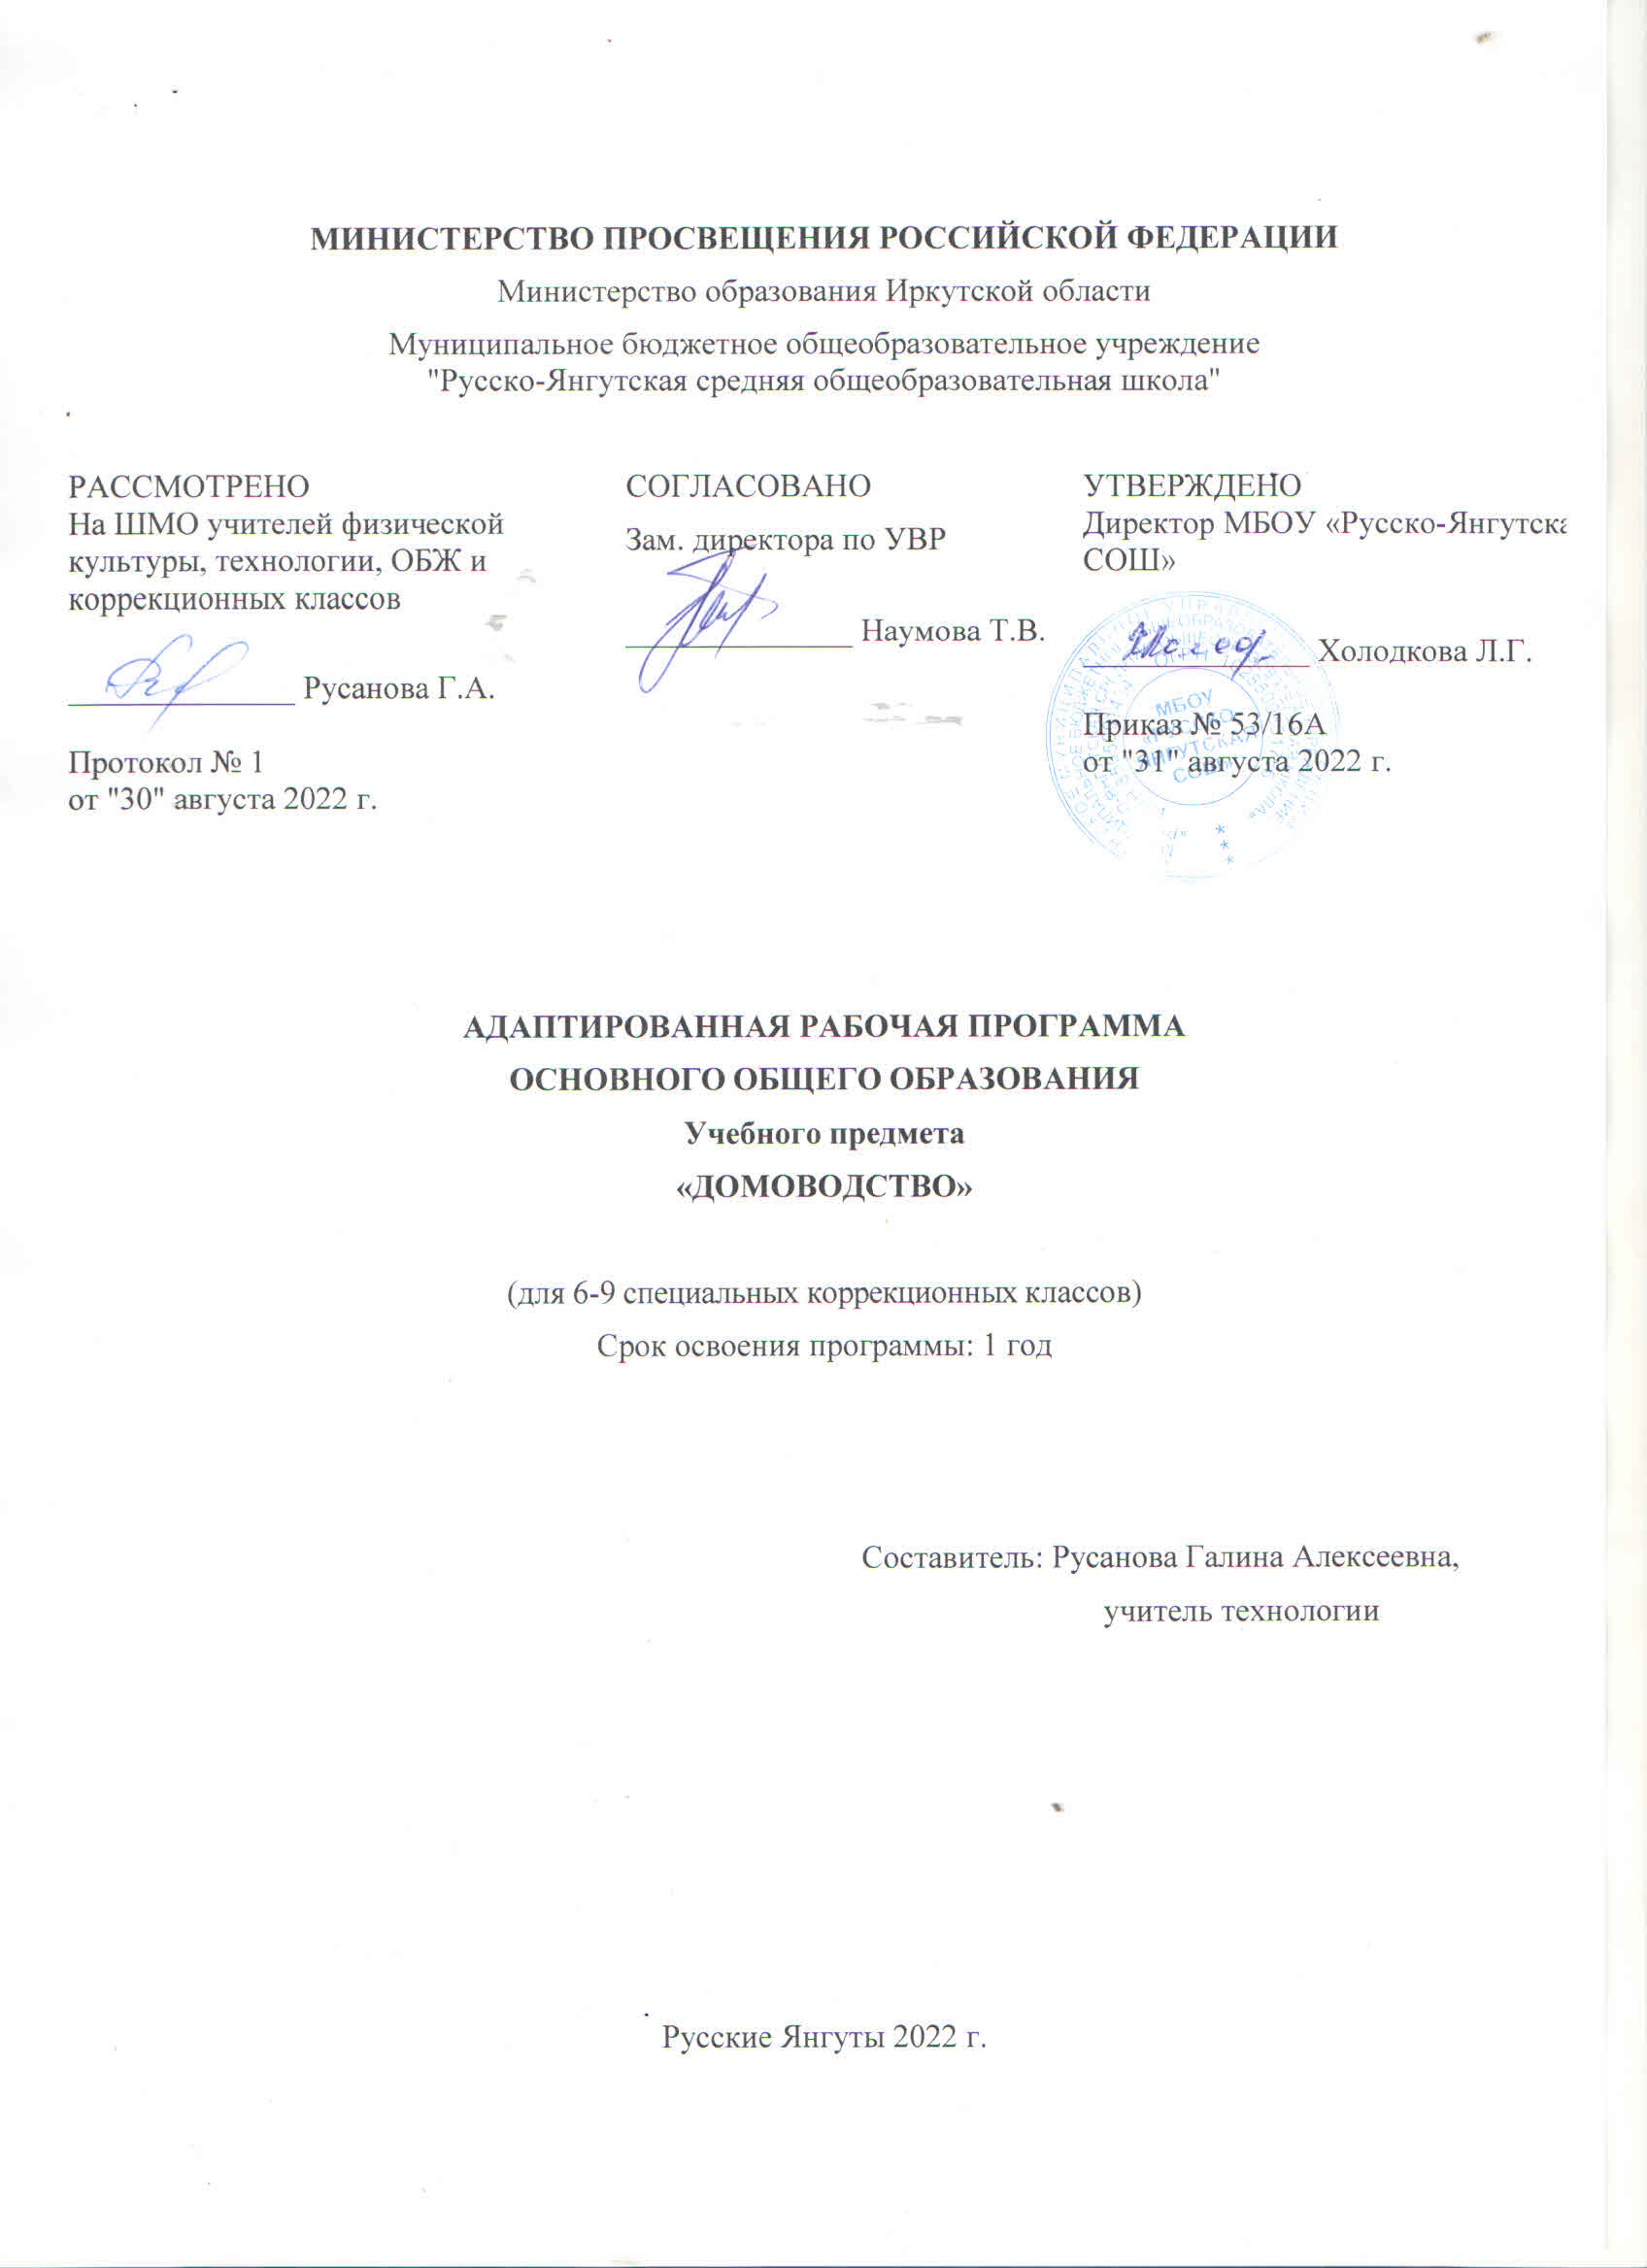 МИНИСТЕРСТВО ПРОСВЕЩЕНИЯ РОССИЙСКОЙ ФЕДЕРАЦИИ
Министерство образования Иркутской области
Муниципальное бюджетное общеобразовательное учреждение
"Русско-Янгутская средняя общеобразовательная школа"
РАССМОТРЕНО
На ШМО учителей физической
культуры, технологии, ОБЖ и
коррекционных классов
Русанова Г.А.
Протокол № 1
от "30" августа 2022 г.
СОГЛАСОВАНО
Зам. директора по УВР
Наумова Т.В.
УТВЕРЖДЕНО
Директор МБОУ «Русско-Янгутска
СОШ»
Холодкова Л.Г.
Приказ № 53/16А
от "31" августа 2022 г.
МБОУ
АДАПТИРОВАННАЯ РАБОЧАЯ ПРОГРАММА
ОСНОВНОГО ОБЩЕГО ОБРАЗОВАНИЯ
Учебного предмета
«ДОМОВОДСТВО»
(для 6-9 специальных коррекционных классов)
Срок освоения программы: 1 год
Составитель: Русанова Галина Алексеевна,
учитель технологии
Русские Янгуты 2022 г.